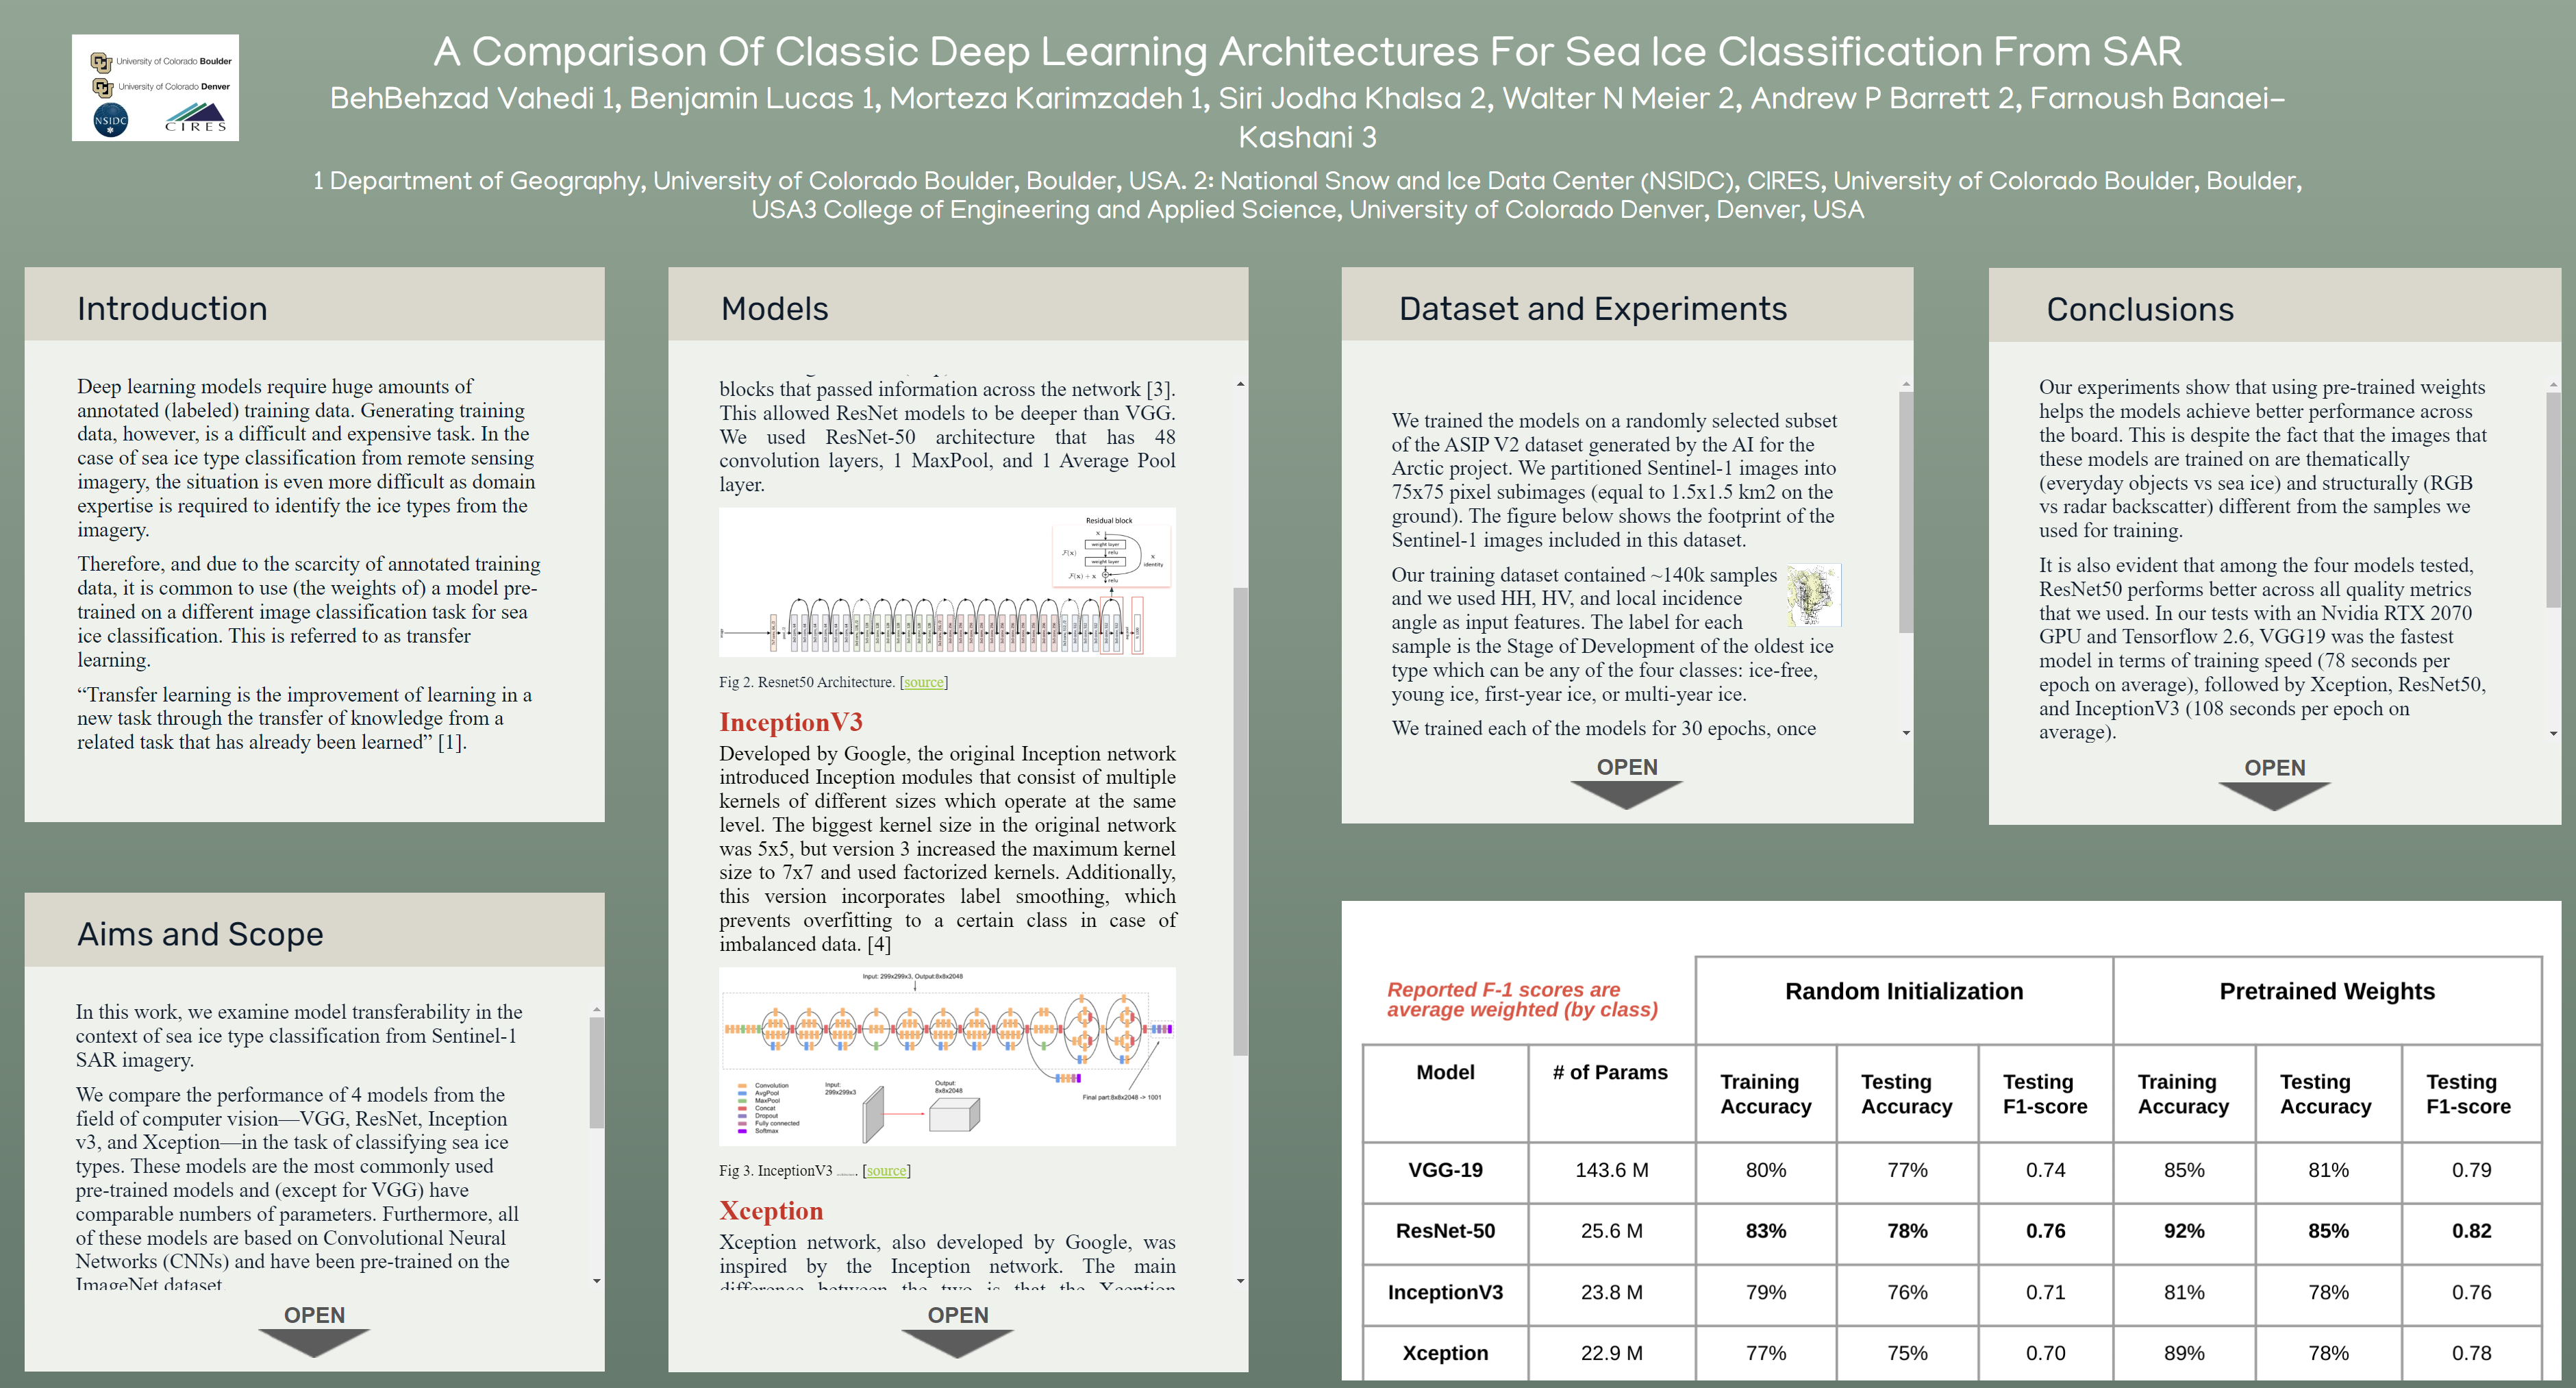 University of Colorado Boulder
University of Colorado Denver
NSIDC
CIRES
A Comparison Of Classic Deep Learning Architectures For Sea Ice Classification From SAR
BehBehzad Vahedi 1, Benjamin Lucas 1, Morteza Karimzadeh 1, Siri Jodha Khalsa 2, Walter N Meier 2, Andrew P Barrett 2, Farnoush Banaei-
Kashani 3
1 Department of Geography, University of Colorado Boulder, Boulder, USA. 2: National Snow and Ice Data Center (NSIDC), CIRES, University of Colorado Boulder, Boulder,
USA3 College of Engineering and Applied Science, University of Colorado Denver, Denver, USA
Introduction
Deep learning models require huge amounts of
annotated (labeled) training data. Generating training
data, however, is a difficult and expensive task. In the
case of sea ice type classification from remote sensing
imagery, the situation is even more difficult as domain
expertise is required to identify the ice types from the
imagery.
Therefore, and due to the scarcity of annotated training
data, it is common to use (the weights of) a model pre-
trained on a different image classification task for sea
ice classification. This is referred to as transfer
learning.
“Transfer learning is the improvement of learning in a
new task through the transfer of knowledge from a
related task that has already been learned” [1].
Aims and Scope
In this work, we examine model transferability in the
context of sea ice type classification from Sentinel-1
SAR imagery.
We compare the performance of 4 models from the
field of computer vision—VGG, ResNet, Inception
v3, and Xception—in the task of classifying sea ice
types. These models are the most commonly used
pre-trained models and (except for VGG) have
comparable numbers of parameters. Furthermore, all
of these models are based on Convolutional Neural
Networks (CNNs) and have been pre-trained on the
ImageNet dataset.
OPEN
Models
blocks that passed information across the network [3].
This allowed ResNet models to be deeper than VGG.
We used ResNet-50 architecture that has 48
convolution layers, 1 MaxPool, and 1 Average Pool
layer.
Residual block
x
weight layer
F(x)
relu
weight layer
x
identity
F(x) + x
relu
Fig 2. Resnet50 Architecture. [source]
InceptionV3
Developed by Google, the original Inception network
introduced Inception modules that consist of multiple
kernels of different sizes which operate at the same
level. The biggest kernel size in the original network
was 5x5, but version 3 increased the maximum kernel
size to 7x7 and used factorized kernels. Additionally,
this version incorporates label smoothing, which
prevents overfitting to a certain class in case of
imbalanced data. [4]
Input: 299x299x3, Output:8x8x2048
Convolution
AvgPool
MaxPool
Concat
Dropout
Fully connected
Softmax
Input:
299x299x3
Output:
8x8x2048
Final part:8x8x2048 -> 1001
Fig 3. InceptionV3 . [source]
Xception
Xception network, also developed by Google, was
inspired by the Inception network. The main
difference between the two is that the Xception
OPEN
Dataset and Experiments
We trained the models on a randomly selected subset
of the ASIP V2 dataset generated by the AI for the
Arctic project. We partitioned Sentinel-1 images into
75x75 pixel subimages (equal to 1.5x1.5 km2 on the
ground). The figure below shows the footprint of the
Sentinel-1 images included in this dataset.
Our training dataset contained ~140k samples
and we used HH, HV, and local incidence
angle as input features. The label for each
sample is the Stage of Development of the oldest ice
type which can be any of the four classes: ice-free,
young ice, first-year ice, or multi-year ice.
We trained each of the models for 30 epochs, once
OPEN
Conclusions
Our experiments show that using pre-trained weights
helps the models achieve better performance across
the board. This is despite the fact that the images that
these models are trained on are thematically
(everyday objects vs sea ice) and structurally (RGB
vs radar backscatter) different from the samples we
used for training.
It is also evident that among the four models tested,
ResNet50 performs better across all quality metrics
that we used. In our tests with an Nvidia RTX 2070
GPU and Tensorflow 2.6, VGG19 was the fastest
model in terms of training speed (78 seconds per
epoch on average), followed by Xception, ResNet50,
and InceptionV3 (108 seconds per epoch on
average).
OPEN
Reported F-1 scores are
average weighted (by class)
Random Initialization Pretrained Weights
Model # of Params Training Accuracy Testing Accuracy Testing F1-score Training Accuracy Testing Accuracy Testing F1-score
VGG-19 143.6 M 80% 77% 0.74 85% 81% 0.79
ResNet-50 25.6 M 83% 78% 0.76 92% 85% 0.82
InceptionV3 23.8 M 79% 76% 0.71 81% 78% 0.76
Xception 22.9 M 77% 75% 0.70 89% 78% 0.78